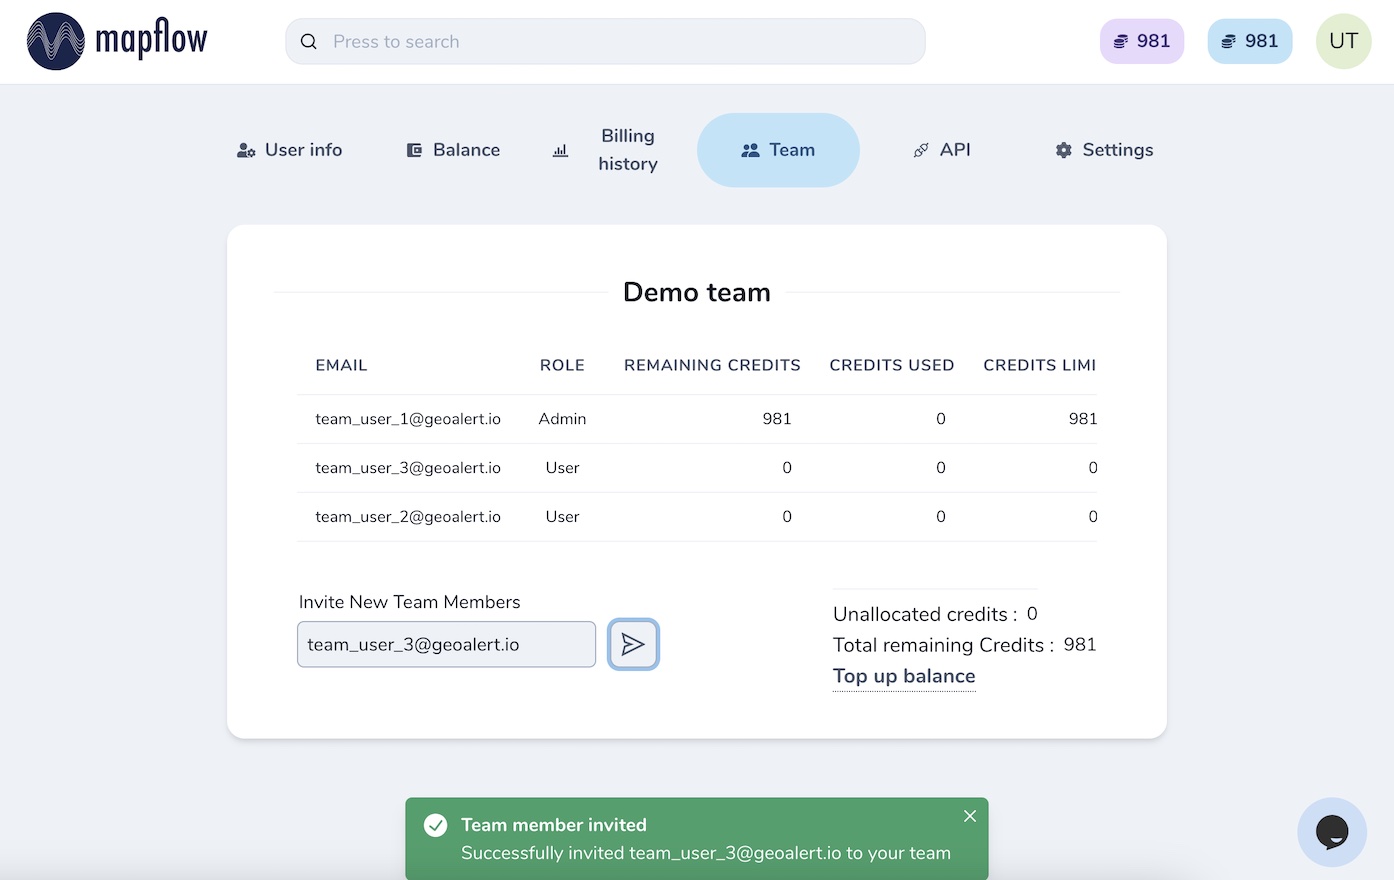 mapflow
Press to search
981
981
UT
User info
Balance
Billing
history
Team
API
Settings
Demo team
EMAIL ROLE REMAINING CREDITS CREDITS USED CREDITS LIMI
team_user_1@geoalert.io Admin 981 0 981
team_user_3@geoalert.io User 0 0 0
team_user_2@geoalert.io User 0 0 0
Invite New Team Members
team_user_3@geoalert.io
Unallocated credits : 0
Total remaining Credits : 981
Top up balance
Team member invited
Successfully invited team_user_3@geoalert.io to your team